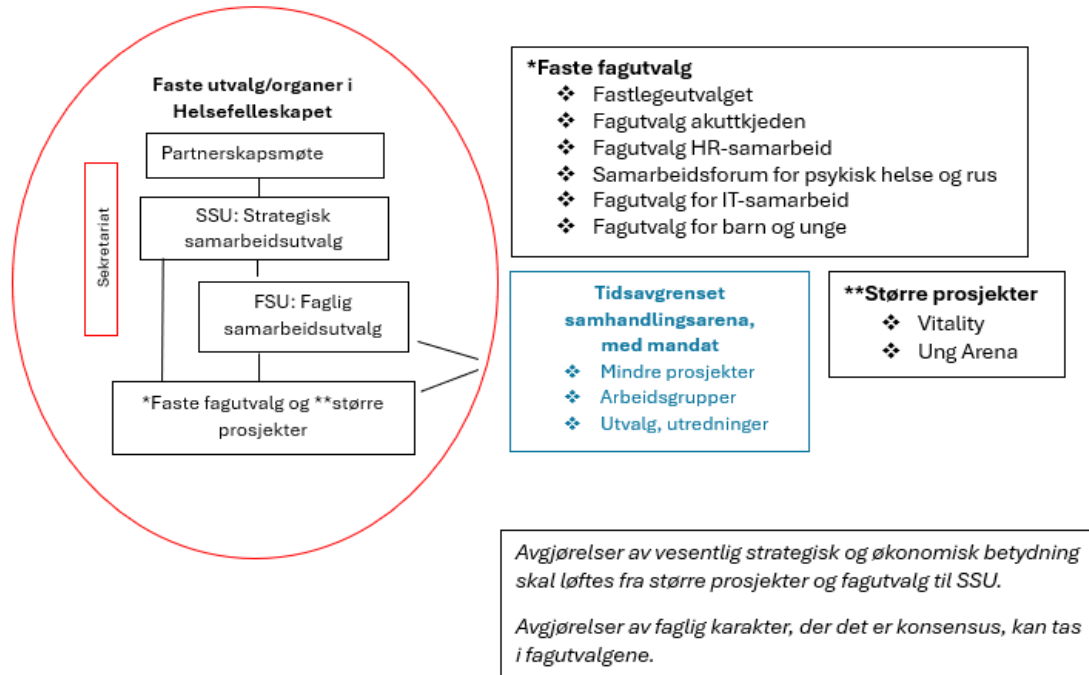 Faste utvalg/organer i
Helsefelleskapet
Sekretariat
Partnerskapsmøte
SSU: Strategisk
samarbeidsutvalg
FSU: Faglig
samarbeidsutvalg
*Faste fagutvalg og **større
prosjekter
*Faste fagutvalg
❖ Fastlegeutvalget
❖ Fagutvalg akuttkjeden
❖ Fagutvalg HR-samarbeid
❖ Samarbeidsforum for psykisk helse og rus
❖ Fagutvalg for IT-samarbeid
❖ Fagutvalg for barn og unge
Tidsavgrenset
samhandlingsarena,
med mandat
❖ Mindre prosjekter
❖ Arbeidsgrupper
❖ Utvalg, utredninger
**Større prosjekter
❖ Vitality
❖ Ung Arena
Avgjørelser av vesentlig strategisk og økonomisk betydning
skal løftes fra større prosjekter og fagutvalg til SSU.
Avgjørelser av faglig karakter, der det er konsensus, kan tas
i fagutvalgene.